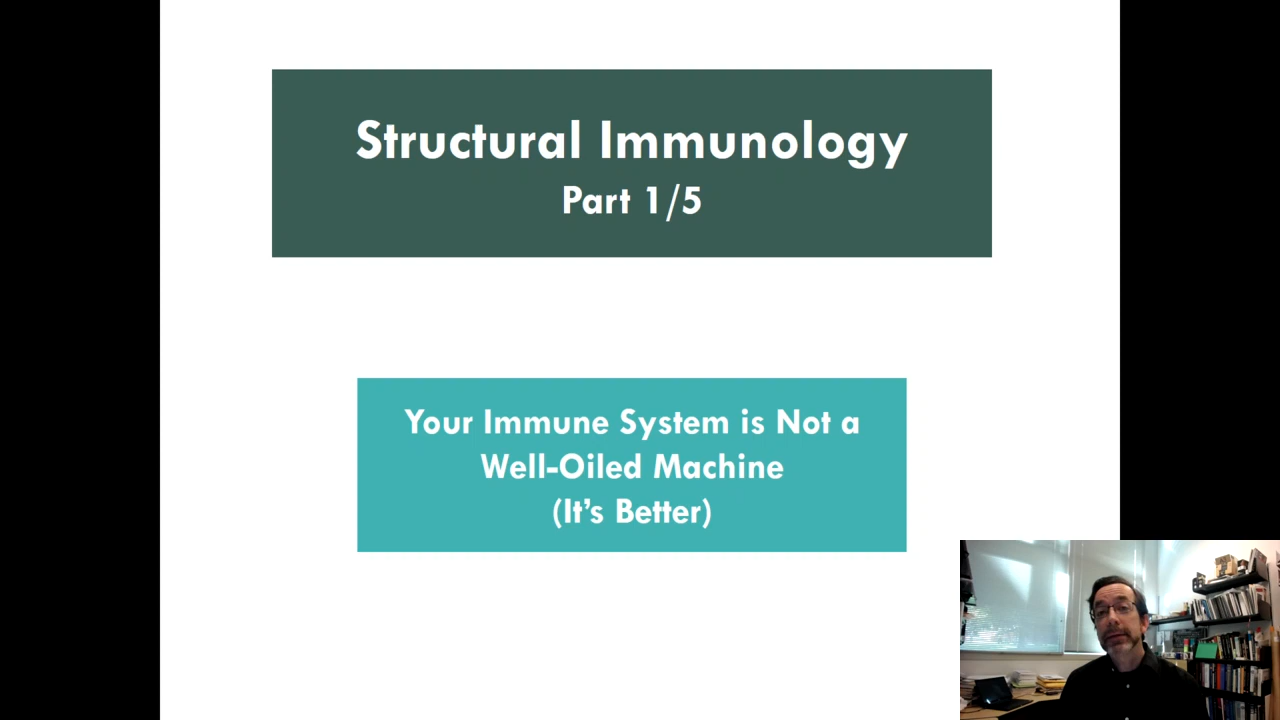 Structural Immunology
Part 1/5
Your Immune System is Not a
Well-Oiled Machine
(It’s Better)